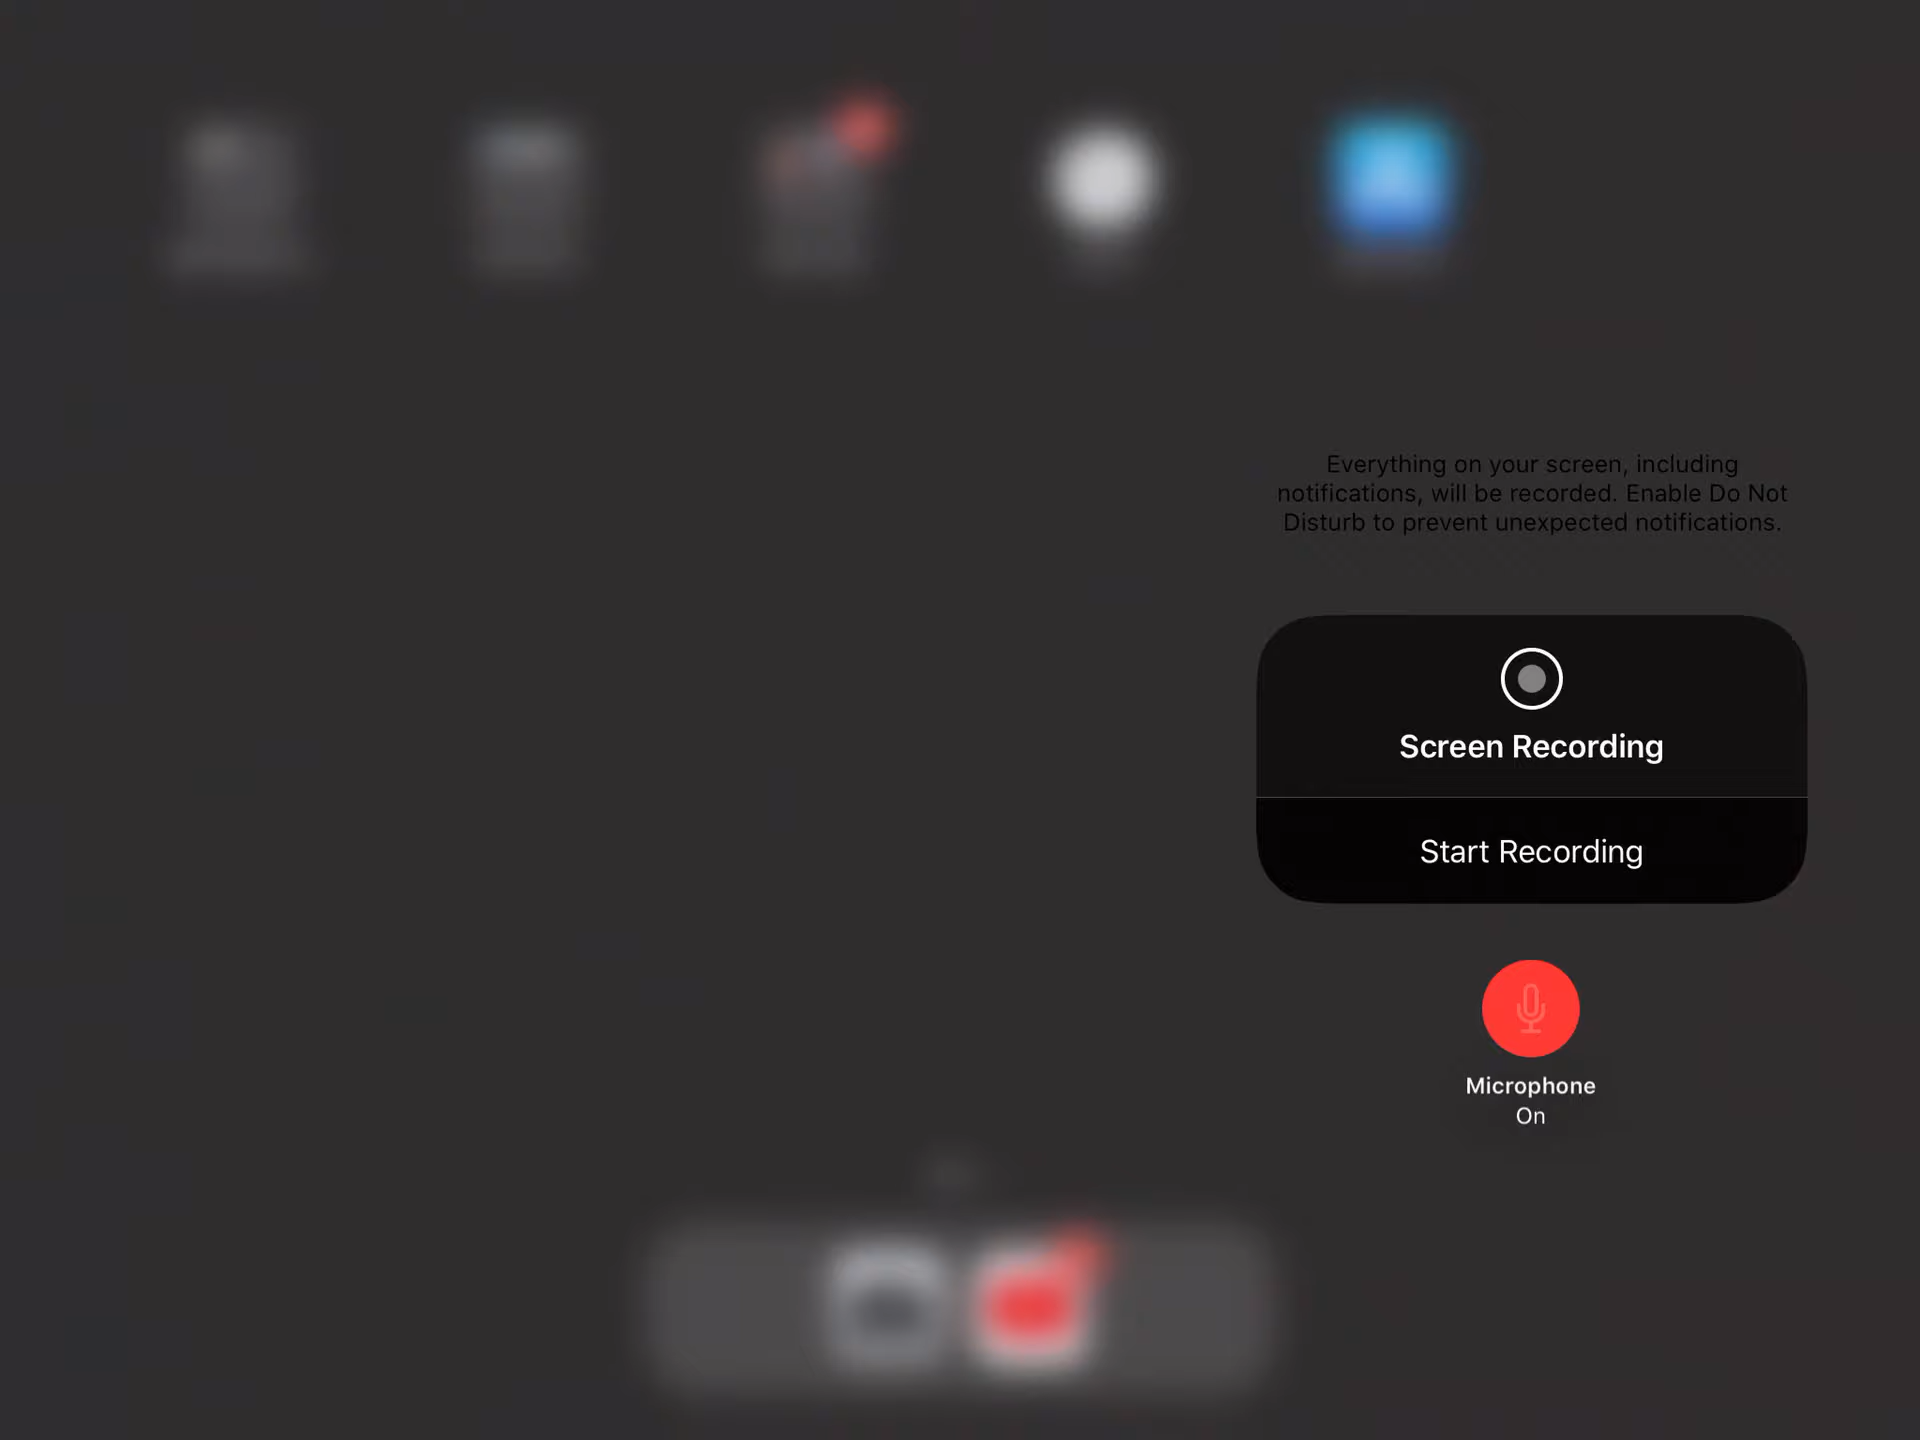 Everything on your screen, including
notifications, will be recorded. Enable Do Not
Disturb to prevent unexpected notifications.
Screen Recording
Start Recording
Microphone
On